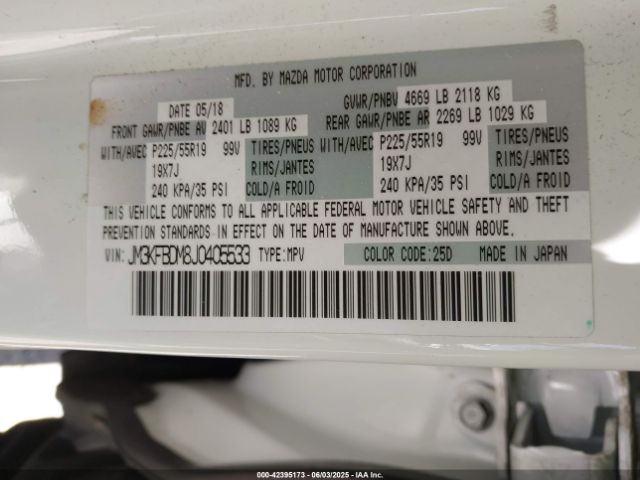 MFD. BY MAZDA MOTOR CORPORATION
DATE 05/18 GVWR/PNBV 4669 LB 2118 KG
FRONT GAWR/PNBE AV 2401 LB 1089 KG REAR GAWR/PNBE AR 2269 LB 1029 KG
WITH/AVEC P225/55R19 99V TIRES/PNEUS WITH/AVEC P225/55R19 99V TIRES/PNEUS
19X7J RIMS/JANTES 19X7J RIMS/JANTES
240 KPA/35 PSI COLD/A FROID 240 KPA/35 PSI COLD/A FROID
THIS VEHICLE CONFORMS TO ALL APPLICABLE FEDERAL MOTOR VEHICLE SAFETY AND THEFT
PREVENTION STANDARDS IN EFFECT ON THE DATE OF MANUFACTURE SHOWN ABOVE.
VIN: JM3KFBDM8J0405533 TYPE:MPV COLOR CODE:25D MADE IN JAPAN
000-42395173 - 06/03/2025 - IAAI.COM